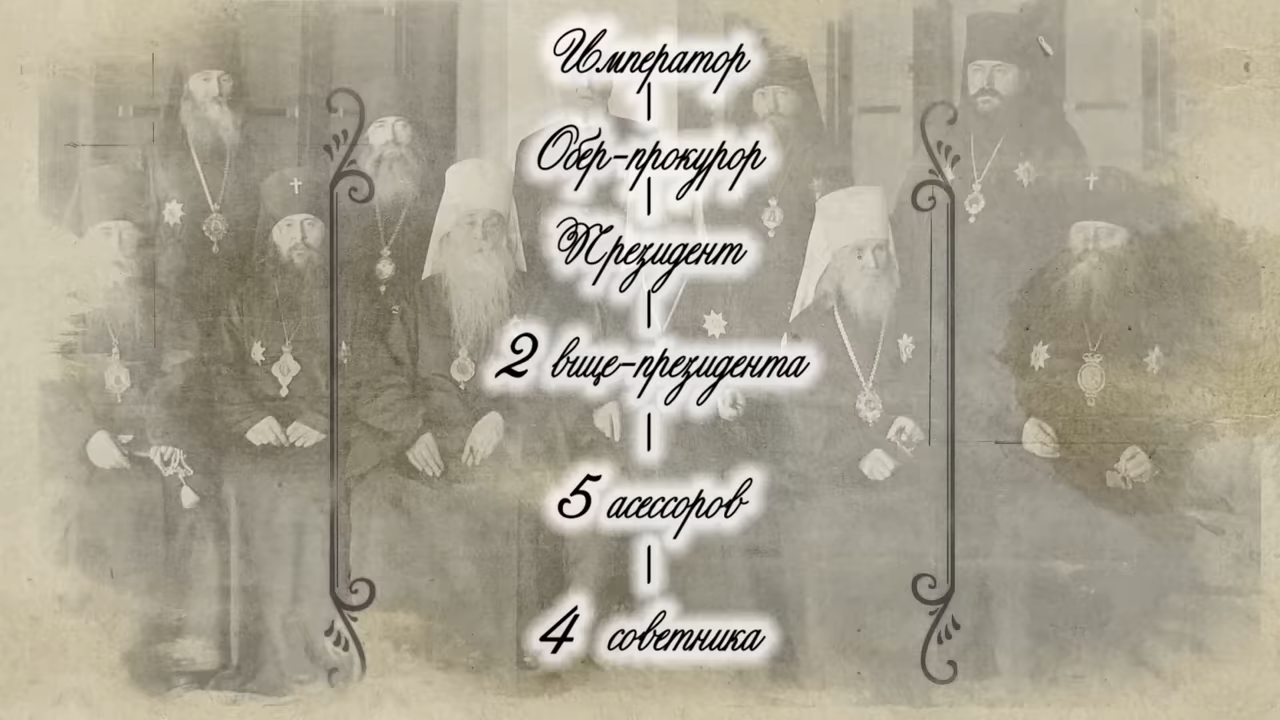 Император
Обер-прокурор
Президент
2 вице-президента
5 асессоров
4 советника